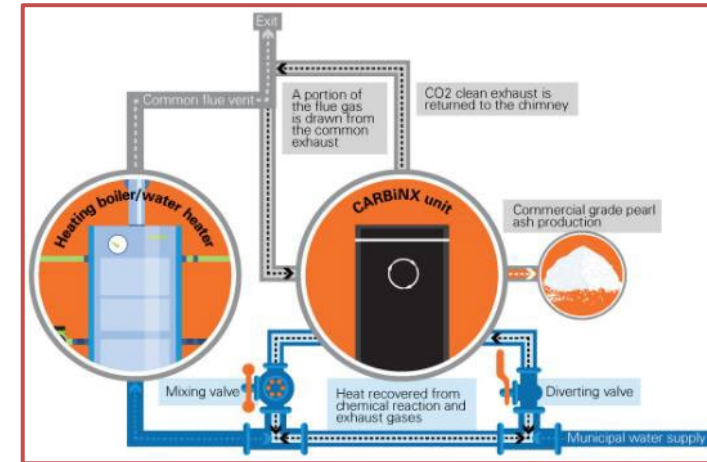 Exit
Common flue vent
A portion of
the flue gas
is drawn from
the common
exhaust
CO2 clean exhaust is
returned to the chimney
Heating boiler/water heater
CARBiNX unit
Commercial grade pearl
ash production
Mixing valve
Heat recovered from
chemical reaction and
exhaust gases
Diverting valve
Municipal water supply